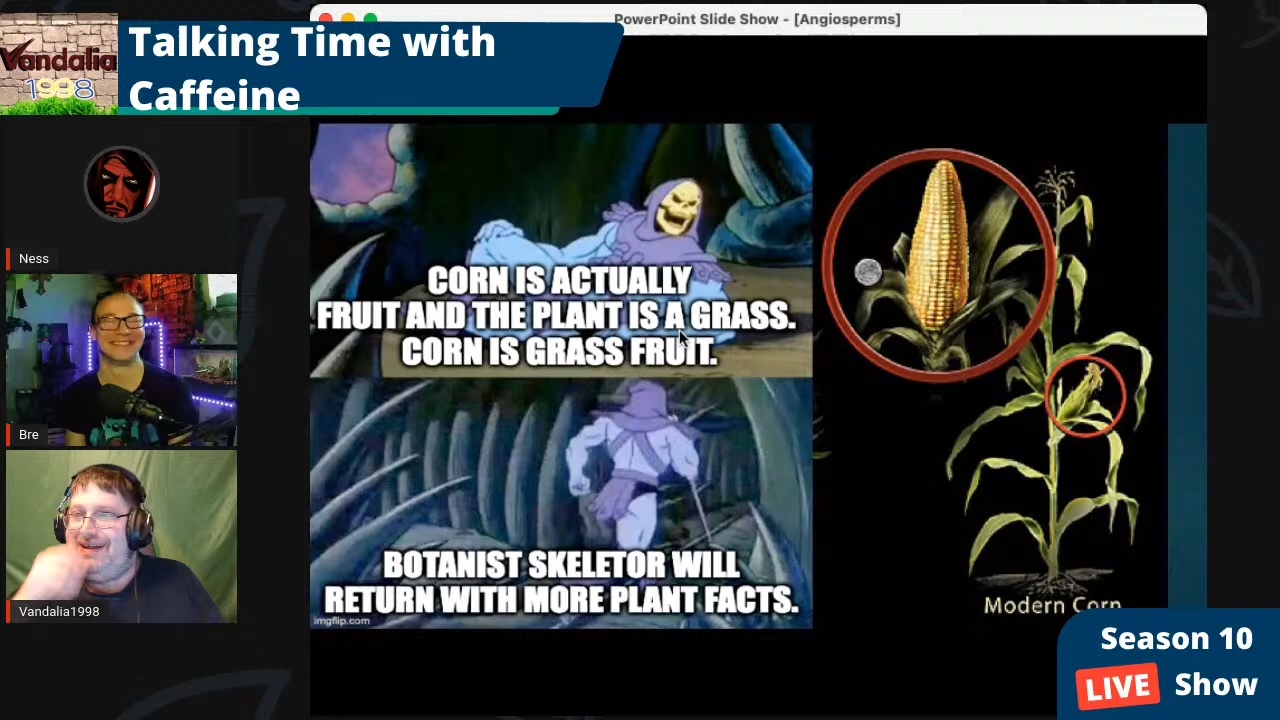 PowerPoint Slide Show - [Angiosperms]
Talking Time with
Caffeine
Vandalia
1998
Ness
Bre
Vandalia1998
CORN IS ACTUALLY
FRUIT AND THE PLANT IS A GRASS.
CORN IS GRASS FRUIT.
BOTANIST SKELETOR WILL
RETURN WITH MORE PLANT FACTS.
imgflip.com
Modern Corn
Season 10
LIVE Show